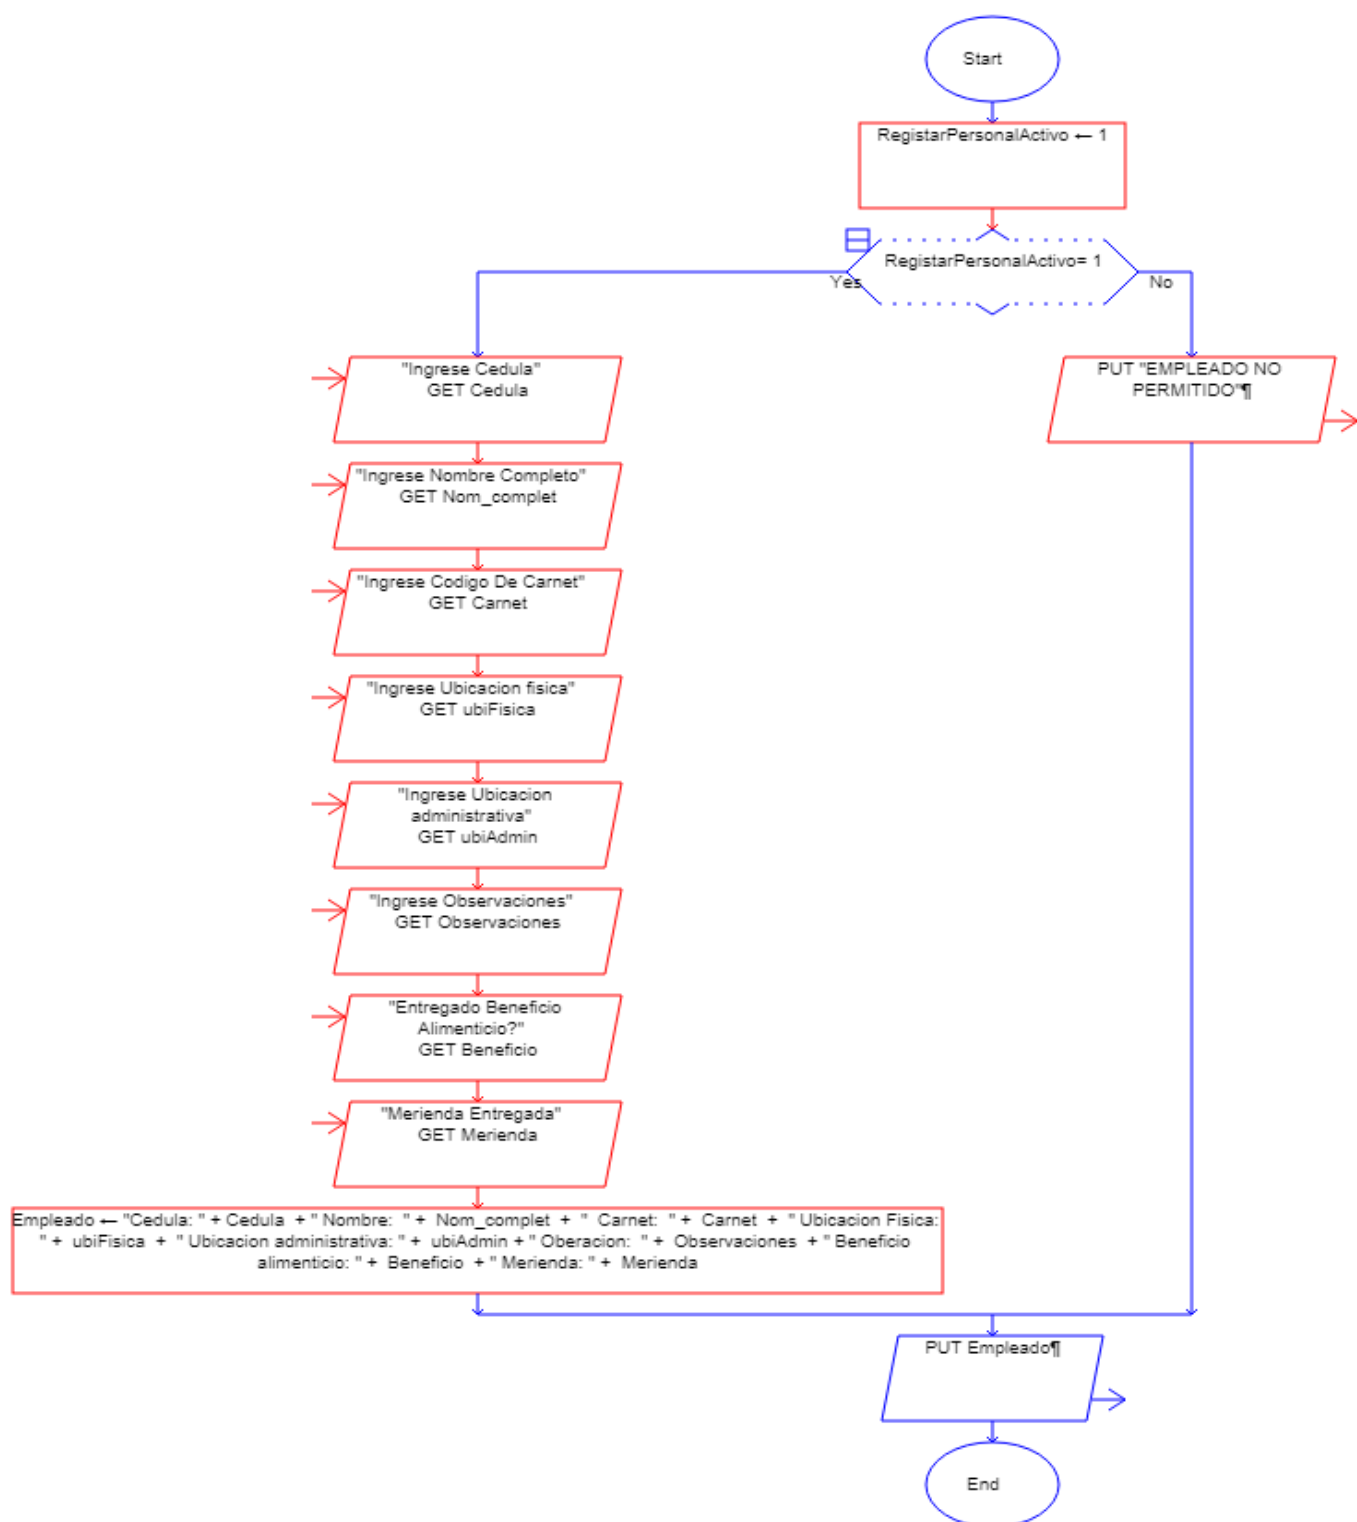 Start
RegistarPersonalActivo ← 1
RegistarPersonalActivo= 1
Yes
No
"Ingrese Cedula"
GET Cedula
PUT "EMPLEADO NO
PERMITIDO"¶
"Ingrese Nombre Completo"
GET Nom_complet
"Ingrese Codigo De Carnet"
GET Carnet
"Ingrese Ubicacion fisica"
GET ubiFisica
"Ingrese Ubicacion
administrativa"
GET ubiAdmin
"Ingrese Observaciones"
GET Observaciones
"Entregado Beneficio
Alimenticio?"
GET Beneficio
"Merienda Entregada"
GET Merienda
Empleado ← "Cedula: " + Cedula + " Nombre: " + Nom_complet + " Carnet: " + Carnet + " Ubicacion Fisica:
" + ubiFisica + " Ubicacion administrativa: " + ubiAdmin + " Oberacion: " + Observaciones + " Beneficio
alimenticio: " + Beneficio + " Merienda: " + Merienda
PUT Empleado¶
End